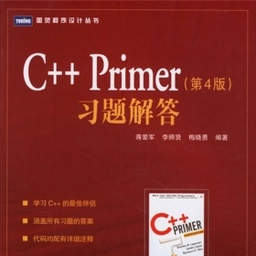 图灵程序设计丛书
C++ Primer（第4版）
习题解答
蒋爱军 李师贤 梅晓勇 编著
■ 学习 C++ 的最佳伴侣
■ 涵盖所有习题的答案
■ 代码均配有详细注释
C++
PRIMER